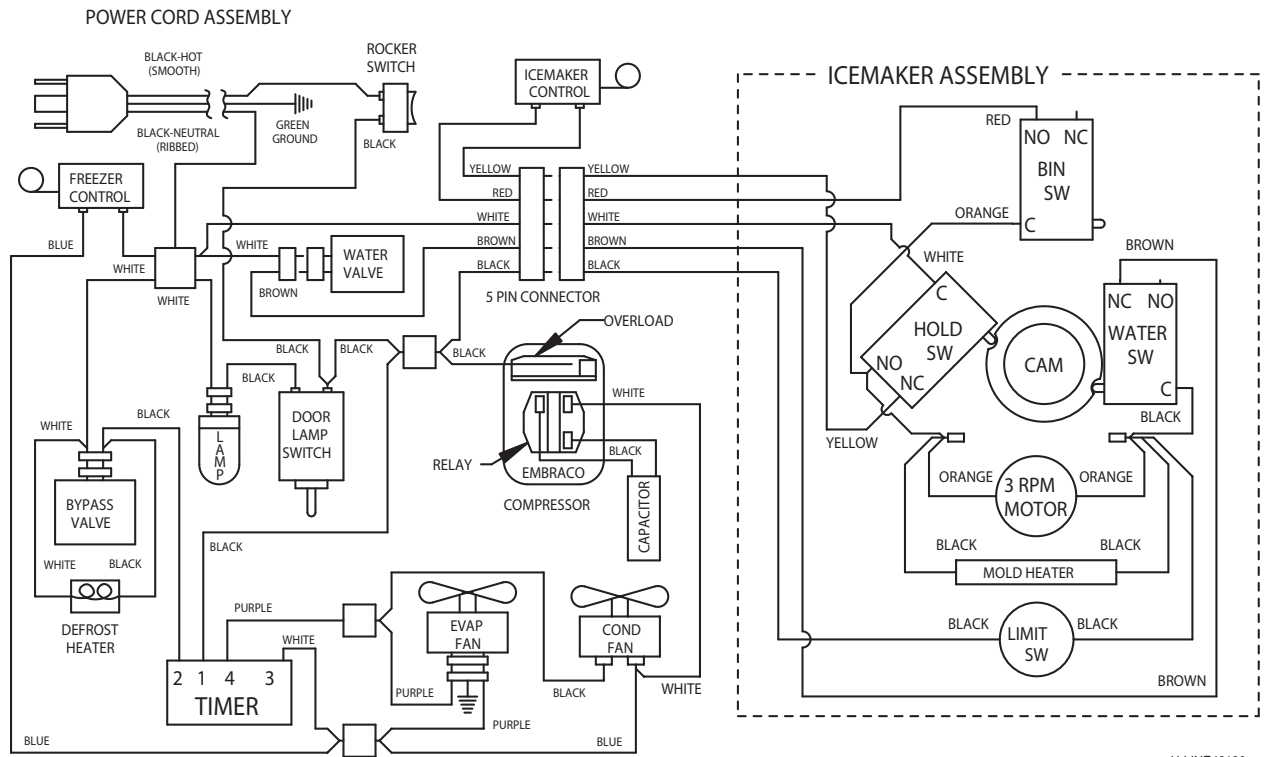 POWER CORD ASSEMBLY
BLACK-HOT
(SMOOTH)
BLACK-NEUTRAL
(RIBBED)
GREEN
GROUND
ROCKER
SWITCH
BLACK
ICEMAKER
CONTROL
ICEMAKER ASSEMBLY
FREEZER
CONTROL
BLUE
WHITE
WHITE
WHITE
WHITE
BROWN
WATER
VALVE
YELLOW
RED
WHITE
BROWN
BLACK
YELLOW
RED
WHITE
BROWN
BLACK
5 PIN CONNECTOR
RED
NO NC
BIN
SW
C
ORANGE
WHITE
BROWN
C
HOLD
SW
NO
NC
CAM
NC NO
WATER
SW
C
BLACK
YELLOW
ORANGE
3 RPM
MOTOR
ORANGE
BLACK
BLACK
MOLD HEATER
BLACK
LIMIT
SW
BLACK
BROWN
OVERLOAD
BLACK
BLACK
BLACK
BLACK
LAMP
DOOR
LAMP
SWITCH
WHITE
BLACK
RELAY
EMBRACO
COMPRESSOR
CAPACITOR
WHITE
BLACK
BYPASS
VALVE
WHITE
BLACK
DEFROST
HEATER
BLACK
PURPLE
WHITE
2 1 4 3
TIMER
EVAP
FAN
COND
FAN
PURPLE
BLACK
WHITE
PURPLE
BLUE
BLUE